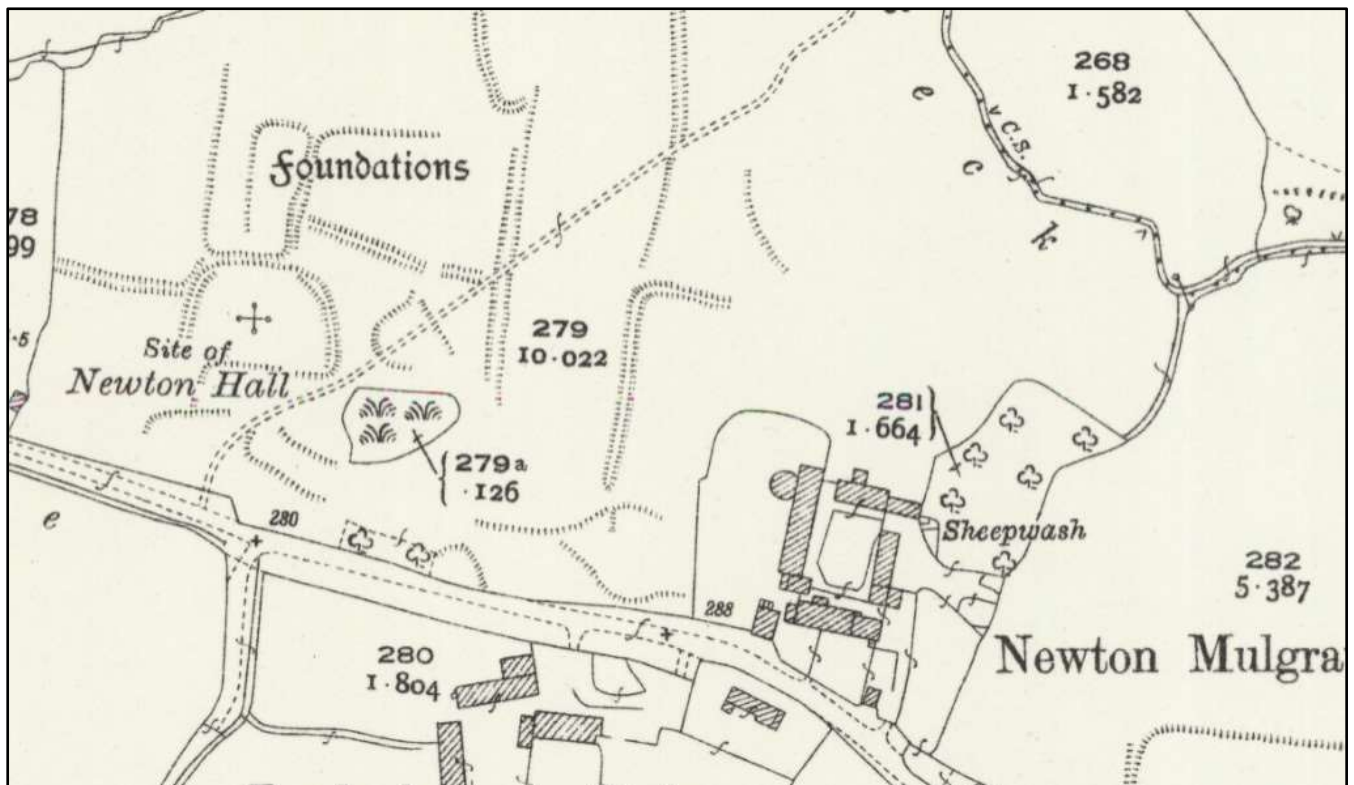 268
1·582
e
c
k
C.S.
Foundations
78
99
279
10·022
Site of
Newton Hall
281
1·664
279a
·126
e
280
Sheepwash
282
5·387
288
280
1·804
Newton Mulgra